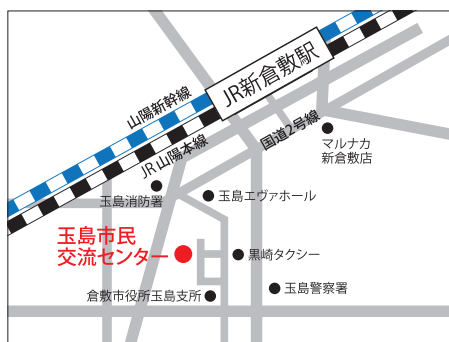 JR新倉敷駅
山陽新幹線
JR山陽本線
国道2号線
マルナカ
新倉敷店
玉島消防署
玉島エヴァホール
玉島市民
交流センター
黒崎タクシー
倉敷市役所玉島支所
玉島警察署